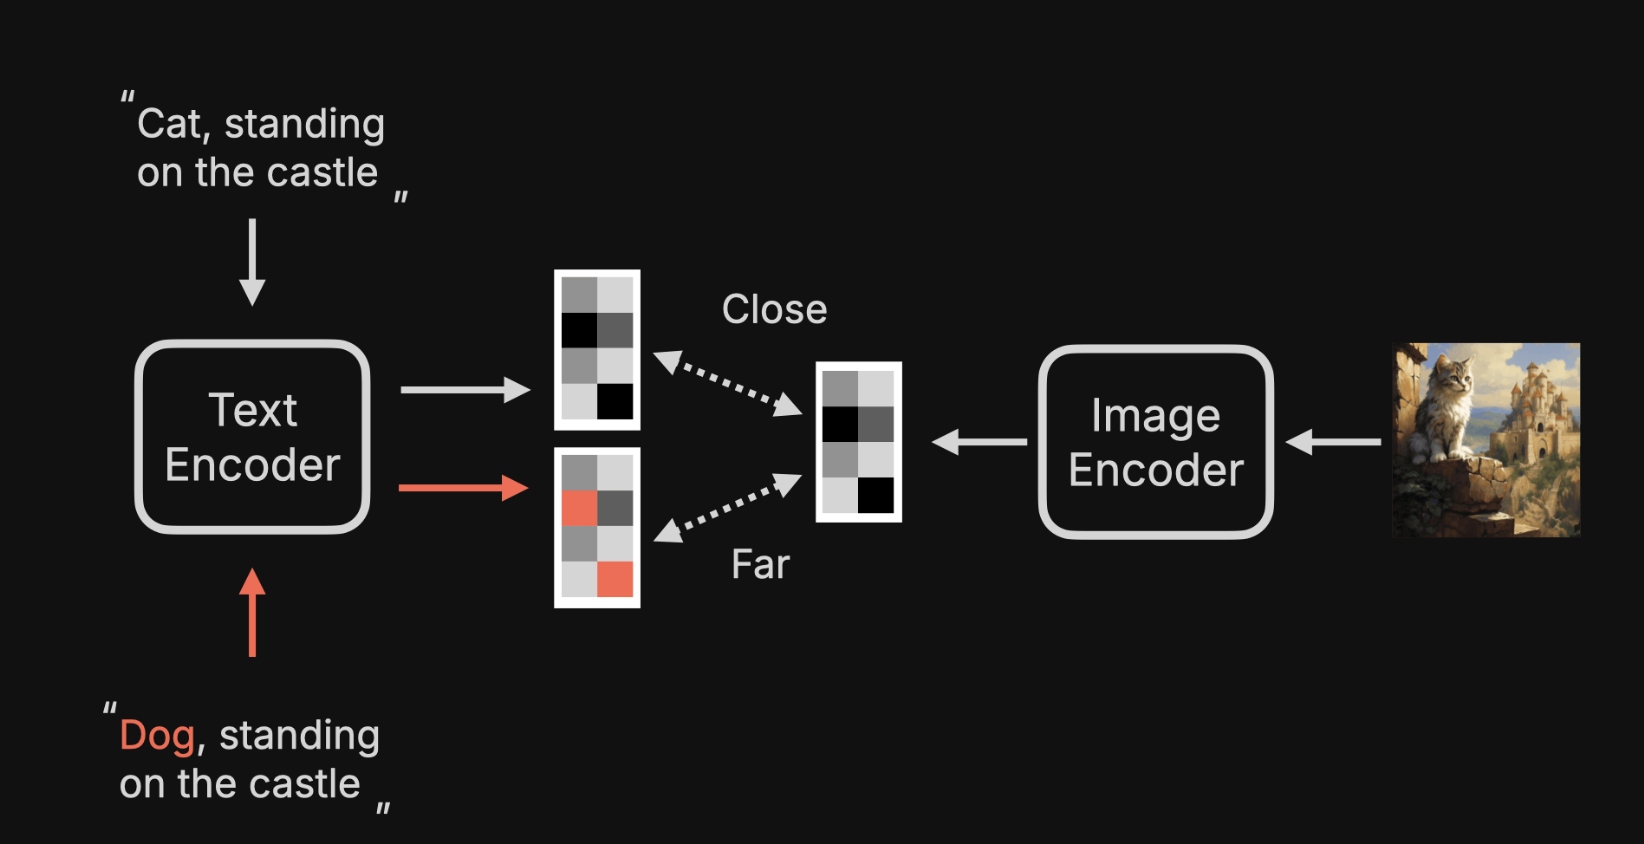 “Cat, standing
on the castle ”
Close
Text
Encoder
Image
Encoder
Far
“Dog, standing
on the castle ”